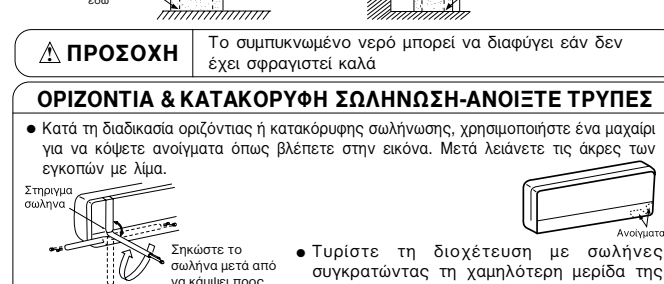 εδώ
ΠΡΟΣΟΧΗ
Το συμπυκνωμένο νερό μπορεί να διαφύγει εάν δεν
έχει σφραγιστεί καλά
ΟΡΙΖΟΝΤΙΑ & ΚΑΤΑΚΟΡΥΦΗ ΣΩΛΗΝΩΣΗ-ΑΝΟΙΞΤΕ ΤΡΥΠΕΣ
● Κατά τη διαδικασία οριζόντιας ή κατακόρυφης σωλήνωσης, χρησιμοποιήστε ένα μαχαίρι
για να κόψετε ανοίγματα όπως βλέπετε στην εικόνα. Μετά λειάνετε τις άκρες των
εγκοπών με λίμα.
Στηριγμα
σωληνα
Σηκώστε το
σωλήνα μετά από
να κάμψει προς
Ανοίγματα
● Τυρίστε τη διοχέτευση με σωλήνες
συγκρατώντας τη χαμηλότερη μερίδα της